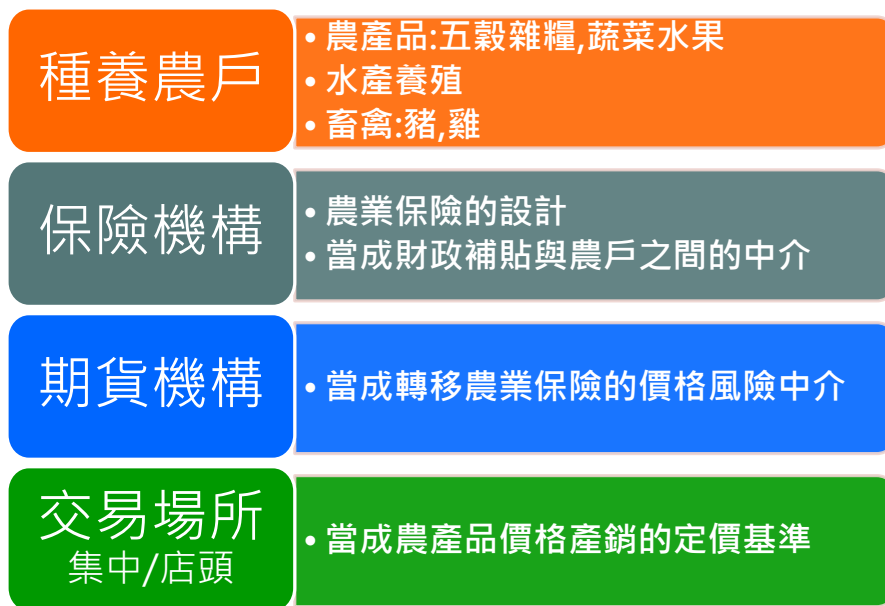 種養農戶
• 農產品:五穀雜糧,蔬菜水果
• 水產養殖
• 畜禽:豬,雞
保險機構
• 農業保險的設計
• 當成財政補貼與農戶之間的中介
期貨機構
• 當成轉移農業保險的價格風險中介
交易場所
集中/店頭
• 當成農產品價格產銷的定價基準